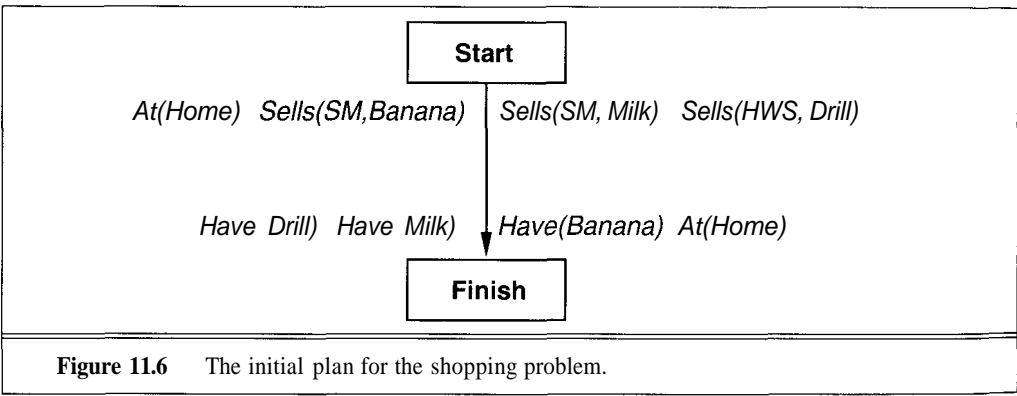 Start
At(Home) Sells(SM,Banana) Sells(SM, Milk) Sells(HWS, Drill)
Have Drill) Have Milk) Have(Banana) At(Home)
Finish
Figure 11.6 The initial plan for the shopping problem.